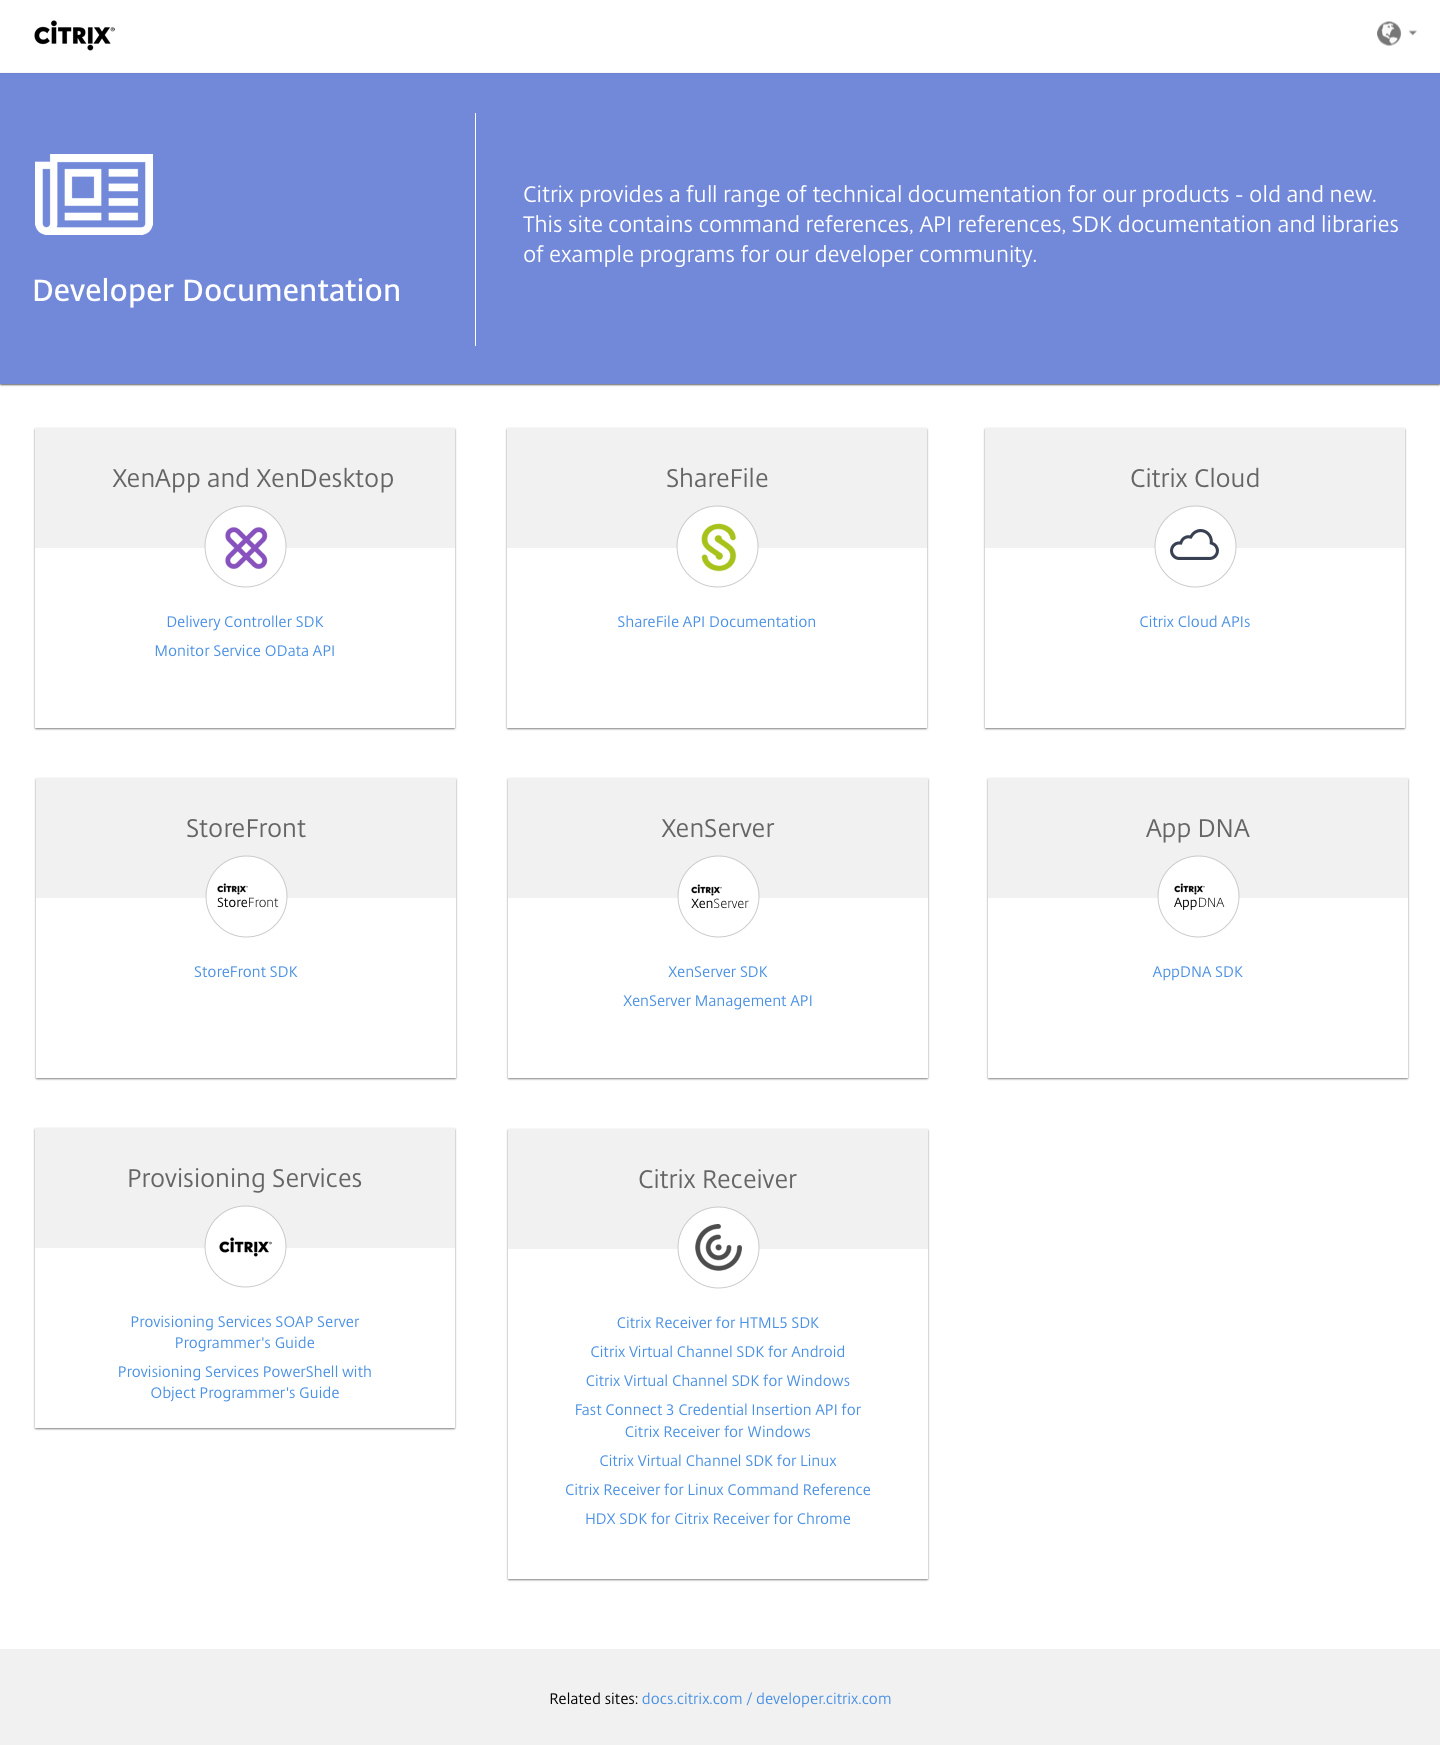 CİTRIX®
Developer Documentation
Citrix provides a full range of technical documentation for our products - old and new.
This site contains command references, API references, SDK documentation and libraries
of example programs for our developer community.
XenApp and XenDesktop
Delivery Controller SDK
Monitor Service OData API
ShareFile
ShareFile API Documentation
Citrix Cloud
Citrix Cloud APIs
StoreFront
CiTRIX
StoreFront
StoreFront SDK
XenServer
CiTRIX
XenServer
XenServer SDK
XenServer Management API
App DNA
CiTRIX
AppDNA
AppDNA SDK
Provisioning Services
CiTRIX
Provisioning Services SOAP Server
Programmer's Guide
Provisioning Services PowerShell with
Object Programmer's Guide
Citrix Receiver
Citrix Receiver for HTML5 SDK
Citrix Virtual Channel SDK for Android
Citrix Virtual Channel SDK for Windows
Fast Connect 3 Credential Insertion API for
Citrix Receiver for Windows
Citrix Virtual Channel SDK for Linux
Citrix Receiver for Linux Command Reference
HDX SDK for Citrix Receiver for Chrome
Related sites: docs.citrix.com / developer.citrix.com